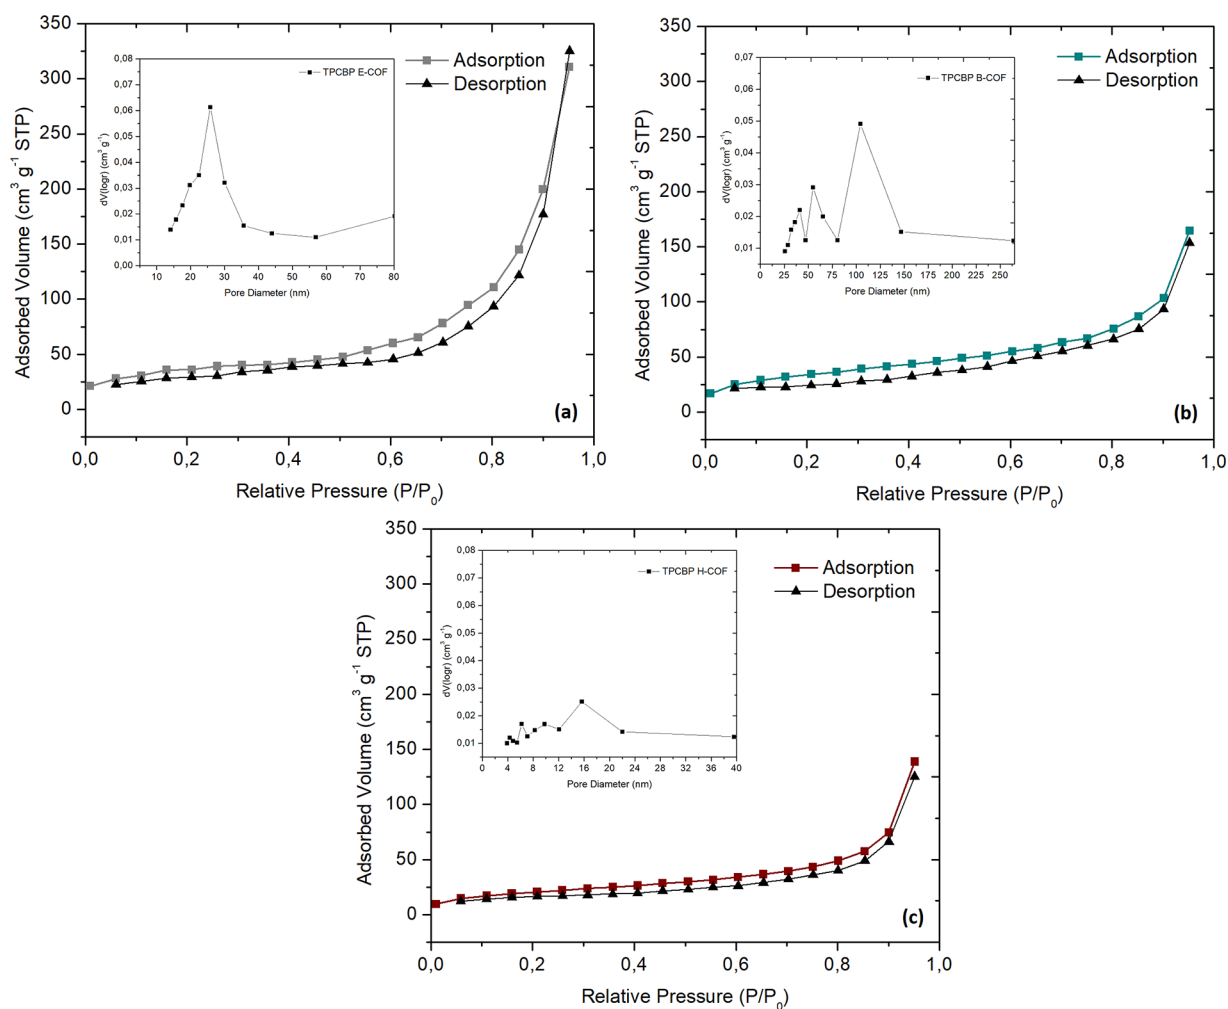 350
300
250
200
150
100
50
0
Adsorbed Volume (cm³ g⁻¹ STP)
0,0 0,2 0,4 0,6 0,8 1,0
Relative Pressure (P/P₀)
Adsorption
Desorption
(a)
0,08
0,07
0,06
0,05
0,04
0,03
0,02
0,01
0,00
dV(logr) (cm³ g⁻¹)
10 20 30 40 50 60 70 80
Pore Diameter (nm)
TPCBP E-COF
350
300
250
200
150
100
50
0
Adsorbed Volume (cm³ g⁻¹ STP)
0,0 0,2 0,4 0,6 0,8 1,0
Relative Pressure (P/P₀)
Adsorption
Desorption
(b)
0,07
0,06
0,05
0,04
0,03
0,02
0,01
dV(logr) (cm³ g⁻¹)
0 25 50 75 100 125 150 175 200 225 250
Pore Diameter (nm)
TPCBP B-COF
350
300
250
200
150
100
50
0
Adsorbed Volume (cm³ g⁻¹ STP)
0,0 0,2 0,4 0,6 0,8 1,0
Relative Pressure (P/P₀)
Adsorption
Desorption
(c)
0,08
0,07
0,06
0,05
0,04
0,03
0,02
0,01
dV(logr) (cm³ g⁻¹)
0 4 8 12 16 20 24 28 32 36 40
Pore Diameter (nm)
TPCBP H-COF